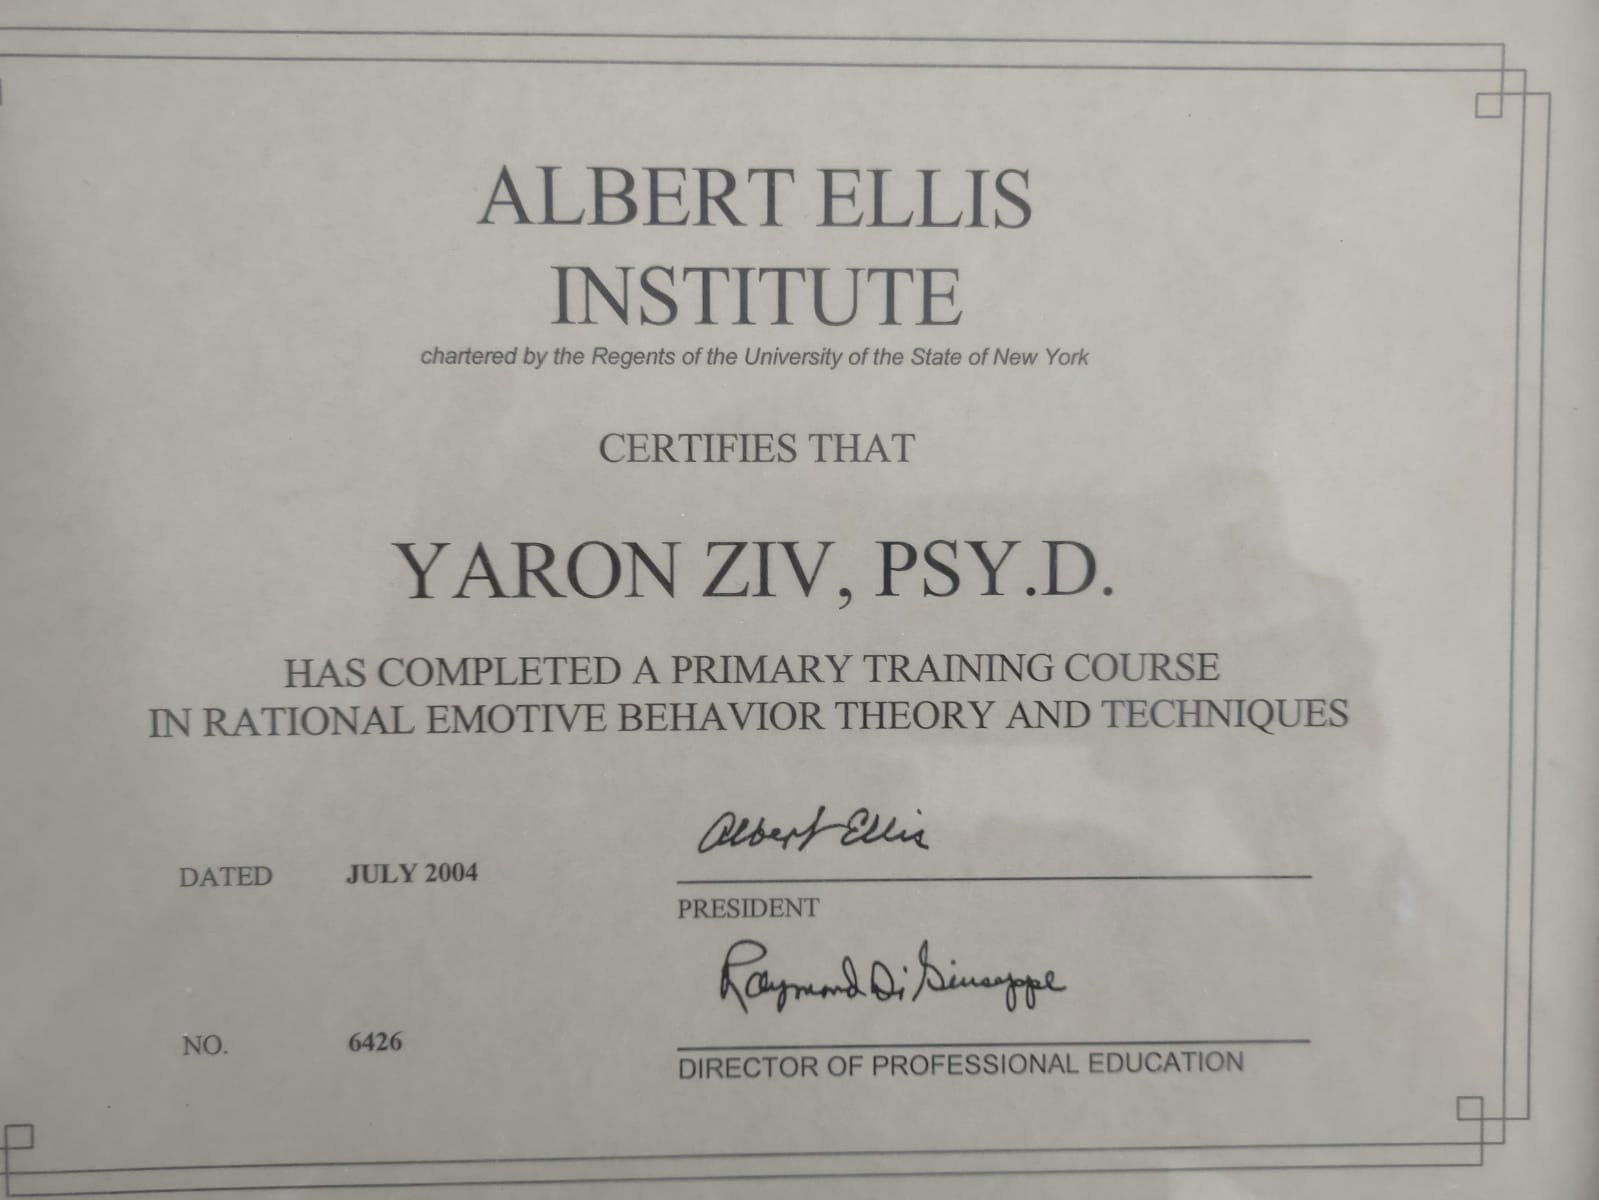 ALBERT ELLIS
INSTITUTE
chartered by the Regents of the University of the State of New York
CERTIFIES THAT
YARON ZIV, PSY.D.
HAS COMPLETED A PRIMARY TRAINING COURSE
IN RATIONAL EMOTIVE BEHAVIOR THEORY AND TECHNIQUES
Albert Ellis
DATED JULY 2004
PRESIDENT
Raymond Di Giuseppe
NO. 6426
DIRECTOR OF PROFESSIONAL EDUCATION